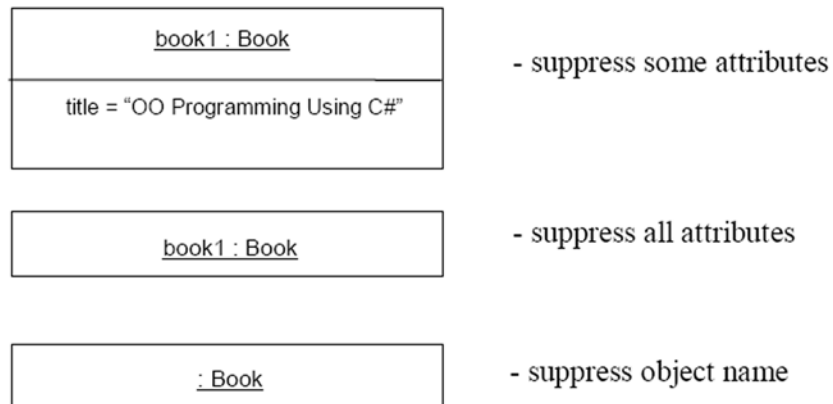 book1 : Book
- suppress some attributes
title = “OO Programming Using C#”
book1 : Book
- suppress all attributes
: Book
- suppress object name